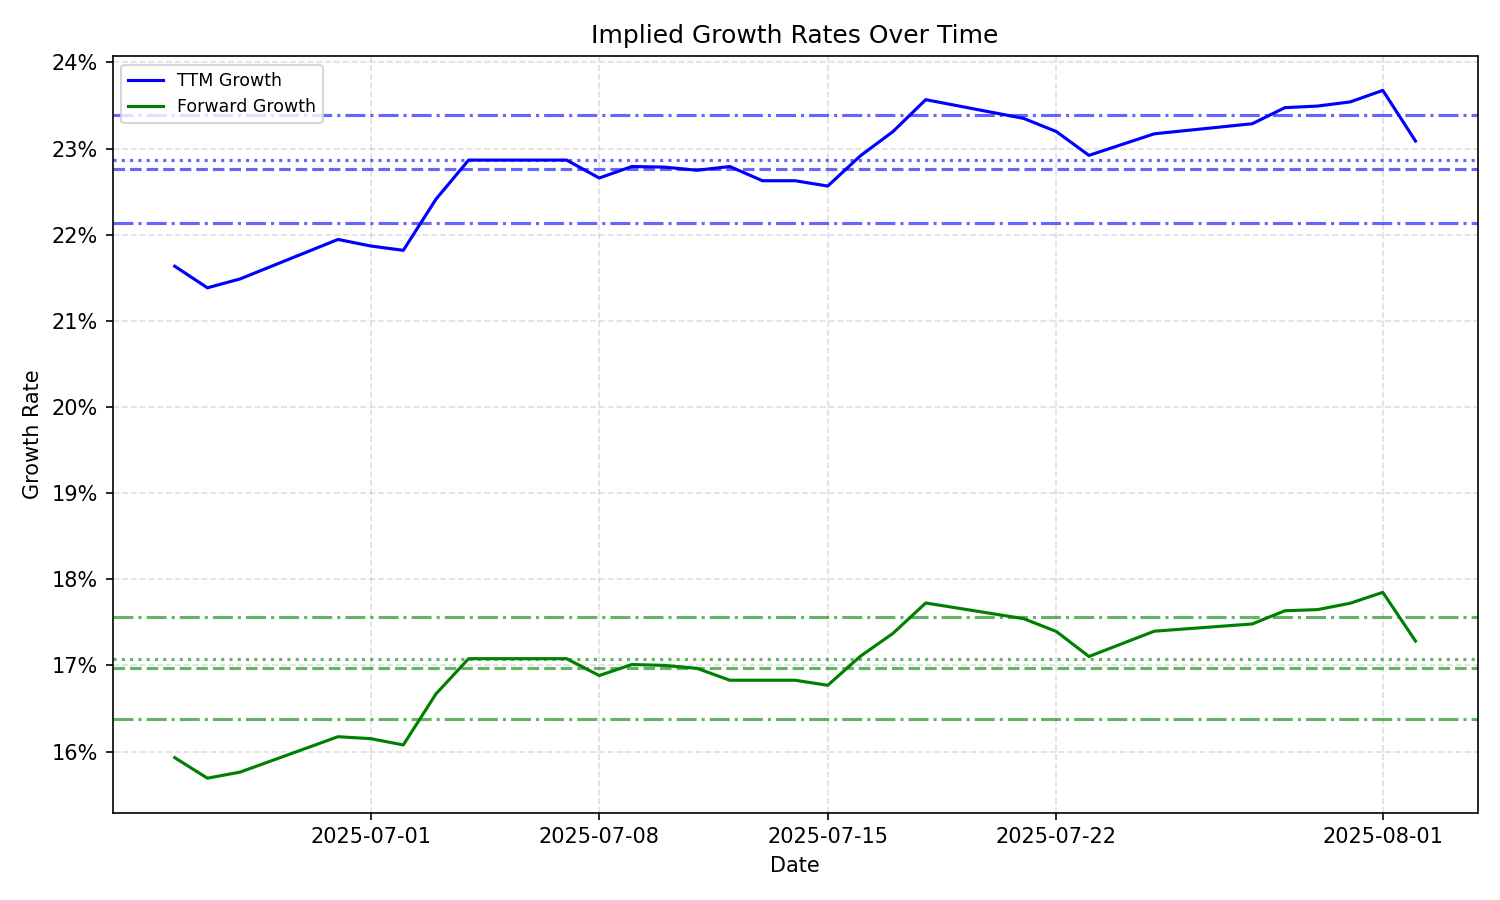 Implied Growth Rates Over Time
TTM Growth
Forward Growth
24%
23%
22%
21%
20%
19%
18%
17%
16%
Growth Rate
2025-07-01
2025-07-08
2025-07-15
2025-07-22
2025-08-01
Date